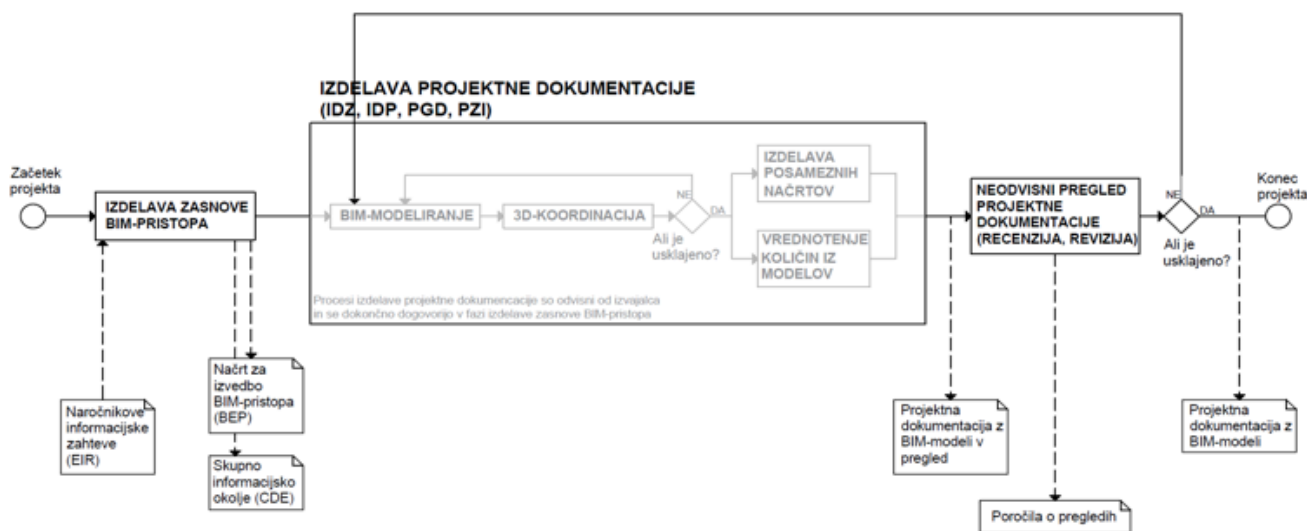 IZDELAVA PROJEKTNE DOKUMENTACIJE
(IDZ, IDP, PGD, PZI)
Začetek
projekta
IZDELAVA ZASNOVE
BIM-PRISTOPA
BIM-MODELIRANJE
3D-KOORDINACIJA
NE
DA
Ali je
usklajeno?
IZDELAVA
POSAMEZNIH
NAČRTOV
VREDNOTENJE
KOLIČIN IZ
MODELOV
Procesi izdelave projektne dokumencacije so odvisni od izvajalca
in se dokončno dogovorijo v fazi izdelave zasnove BIM-pristopa
NEODVISNI PREGLED
PROJEKTNE
DOKUMENTACIJE
(RECENZIJA, REVIZIJA)
NE
DA
Ali je
usklajeno?
Konec
projekta
Naročnikove
informacijske
zahteve
(EIR)
Načrt za
izvedbo
BIM-pristopa
(BEP)
Skupno
informacijsko
okolje (CDE)
Projektna
dokumentacija z
BIM-modeli v
pregled
Poročila o pregledih
Projektna
dokumentacija z
BIM-modeli